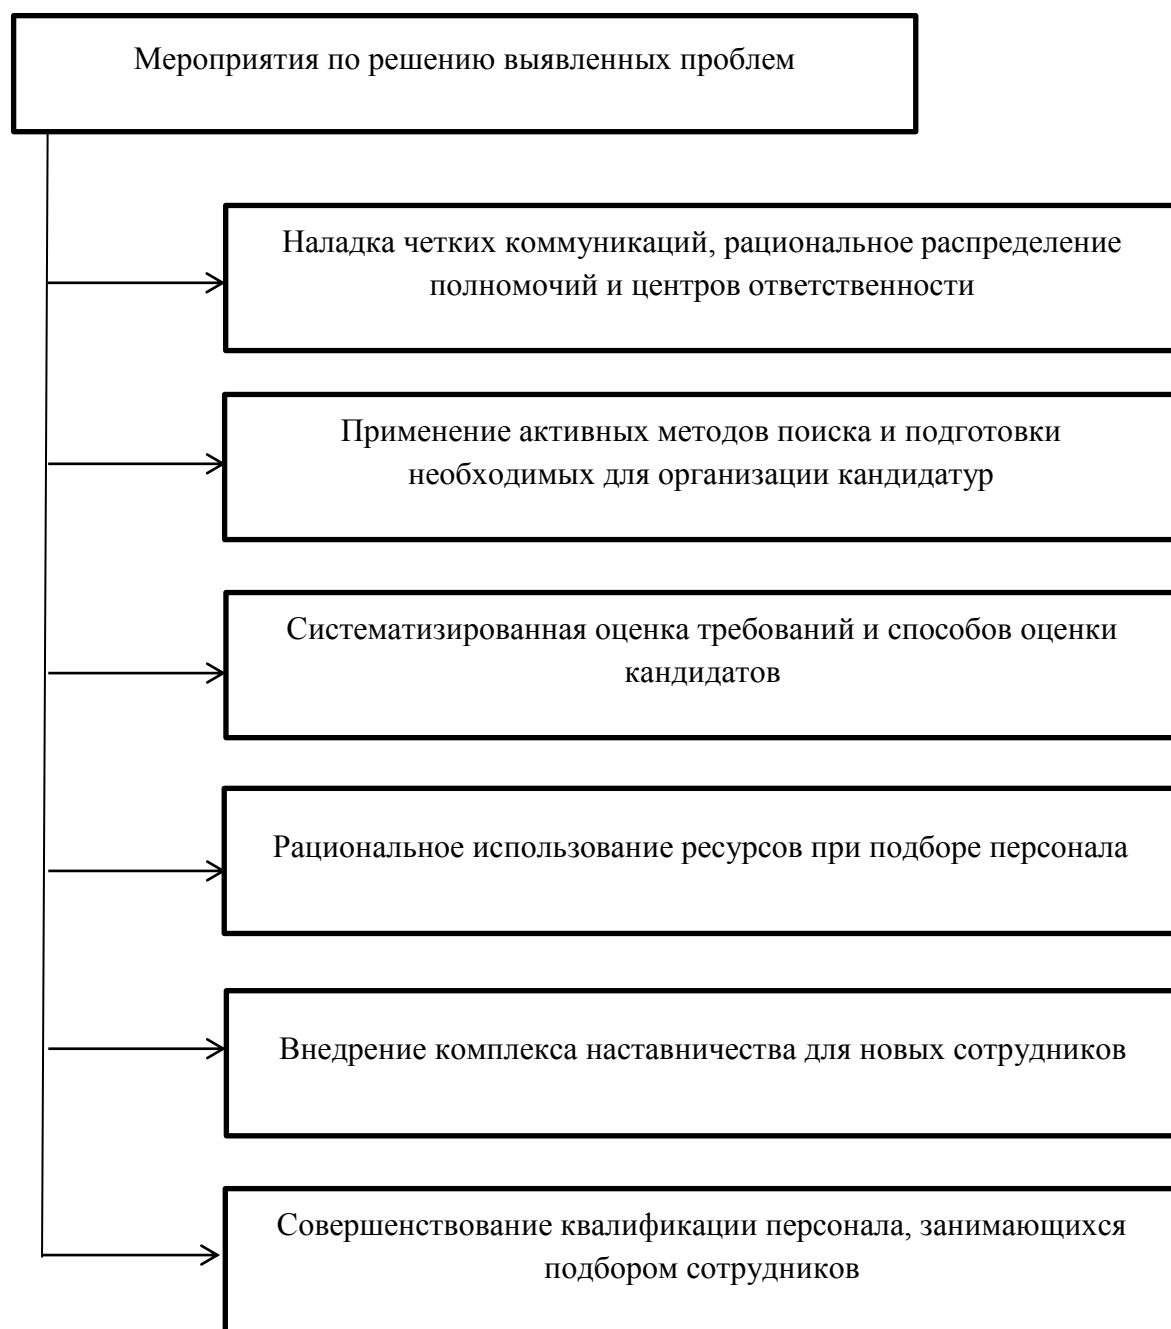 Мероприятия по решению выявленных проблем
Наладка четких коммуникаций, рациональное распределение
полномочий и центров ответственности
Применение активных методов поиска и подготовки
необходимых для организации кандидатур
Систематизированная оценка требований и способов оценки
кандидатов
Рациональное использование ресурсов при подборе персонала
Внедрение комплекса наставничества для новых сотрудников
Совершенствование квалификации персонала, занимающихся
подбором сотрудников